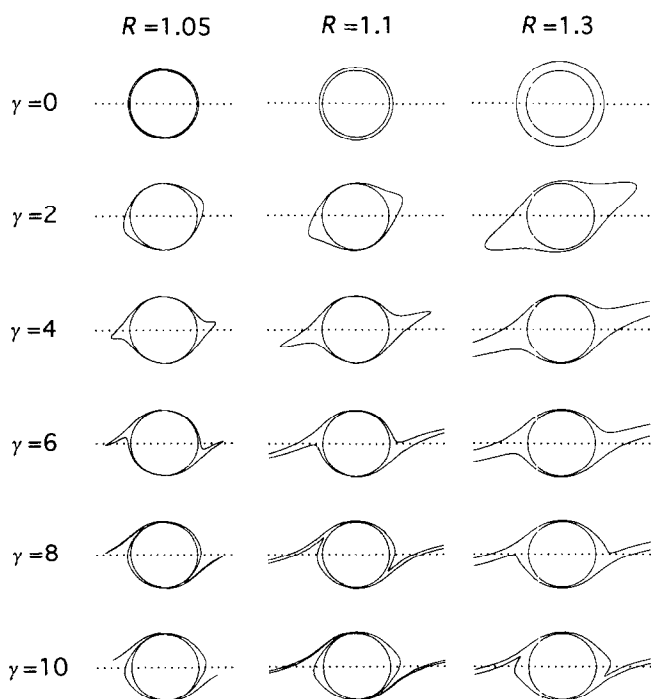 R =1.05 R =1.1 R =1.3
γ =0
γ =2
γ =4
γ =6
γ =8
γ =10